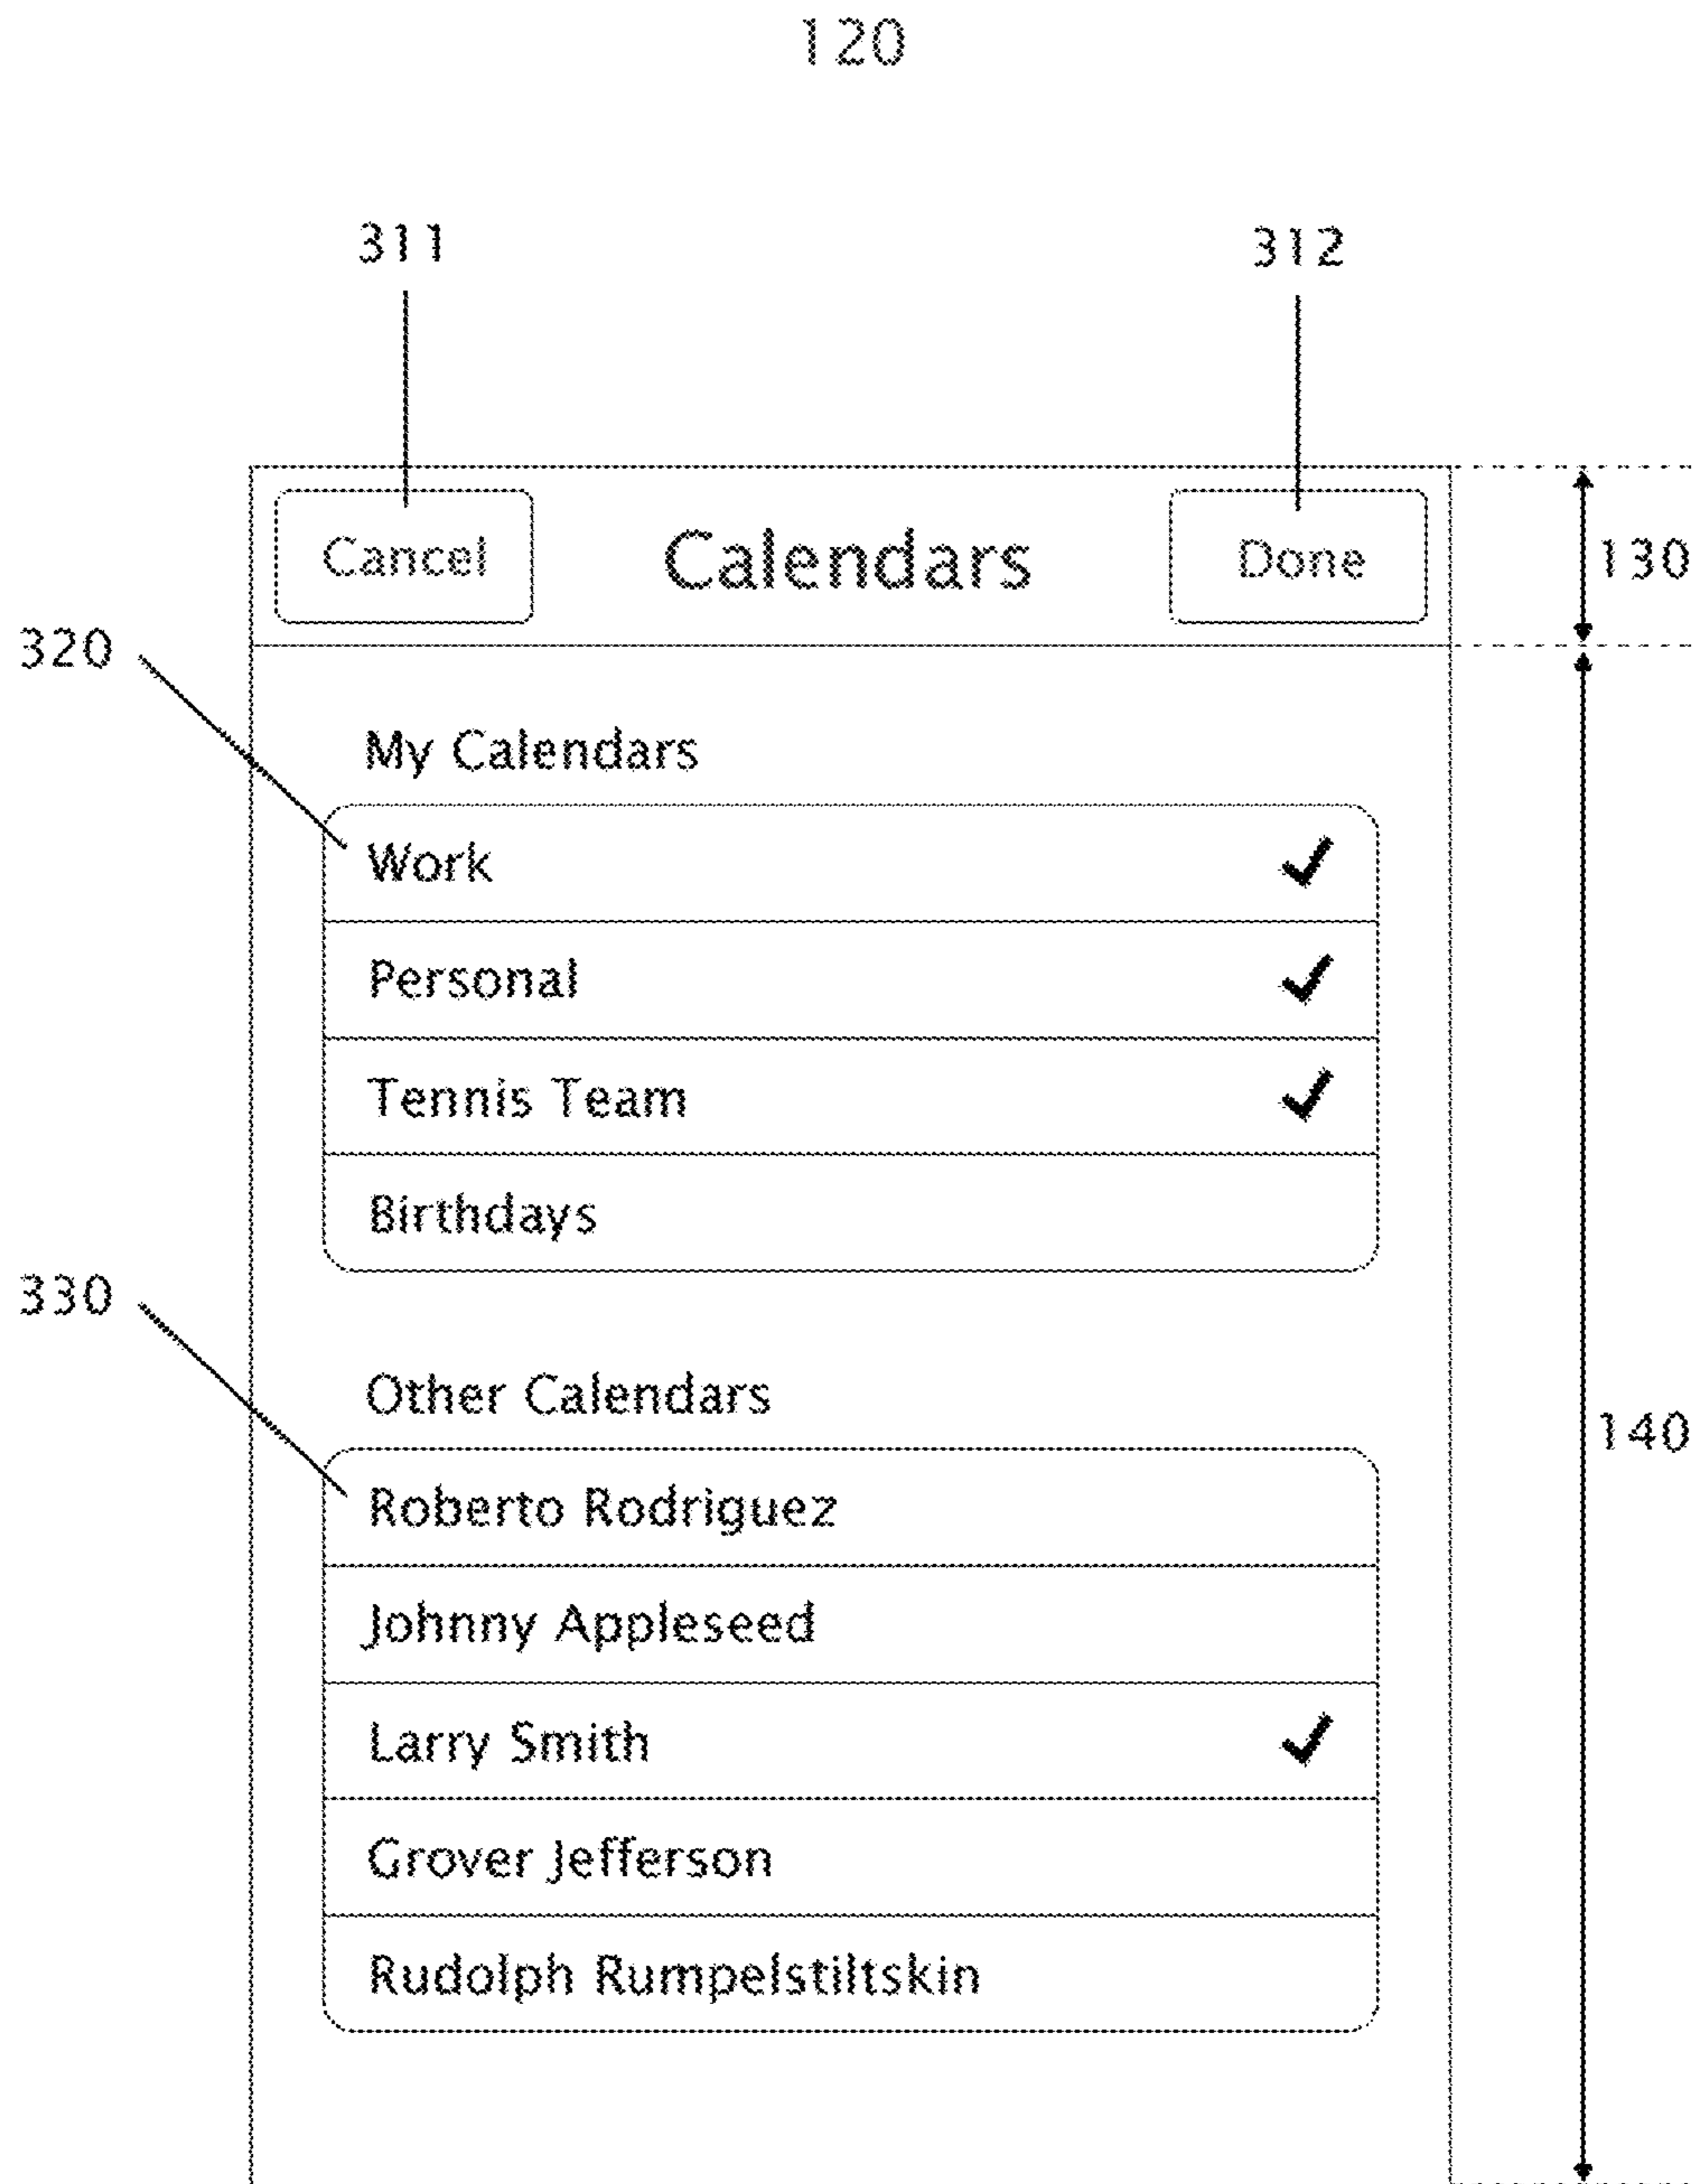 120
311
312
Cancel
Calendars
Done
130
320
My Calendars
Work
Personal
Tennis Team
Birthdays
330
Other Calendars
140
Roberto Rodriguez
Johnny Appleseed
Larry Smith
Grover Jefferson
Rudolph Rumpelstiltskin